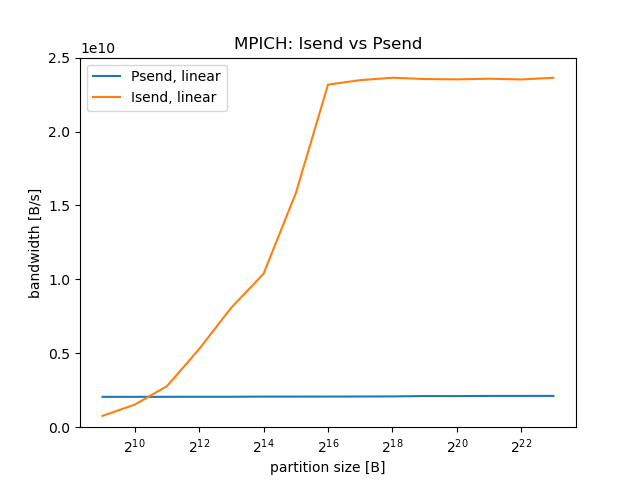 MPICH: Isend vs Psend
1e10
2.5
2.0
1.5
1.0
0.5
0.0
bandwidth [B/s]
Psend, linear
Isend, linear
2^10 2^12 2^14 2^16 2^18 2^20 2^22
partition size [B]